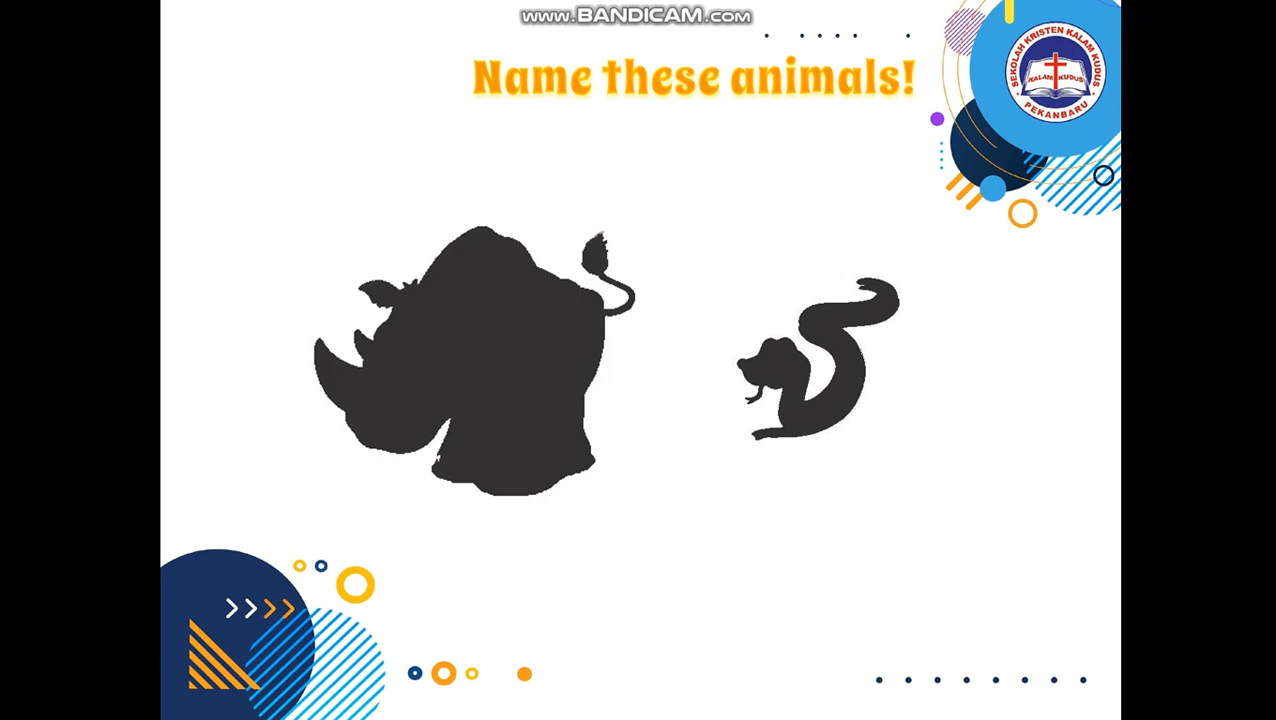 www.BANDICAM.com
Name these animals!
SEKOLAH KRISTEN KALAM KUDUS
KALAM KUDUS
PEKANBARU